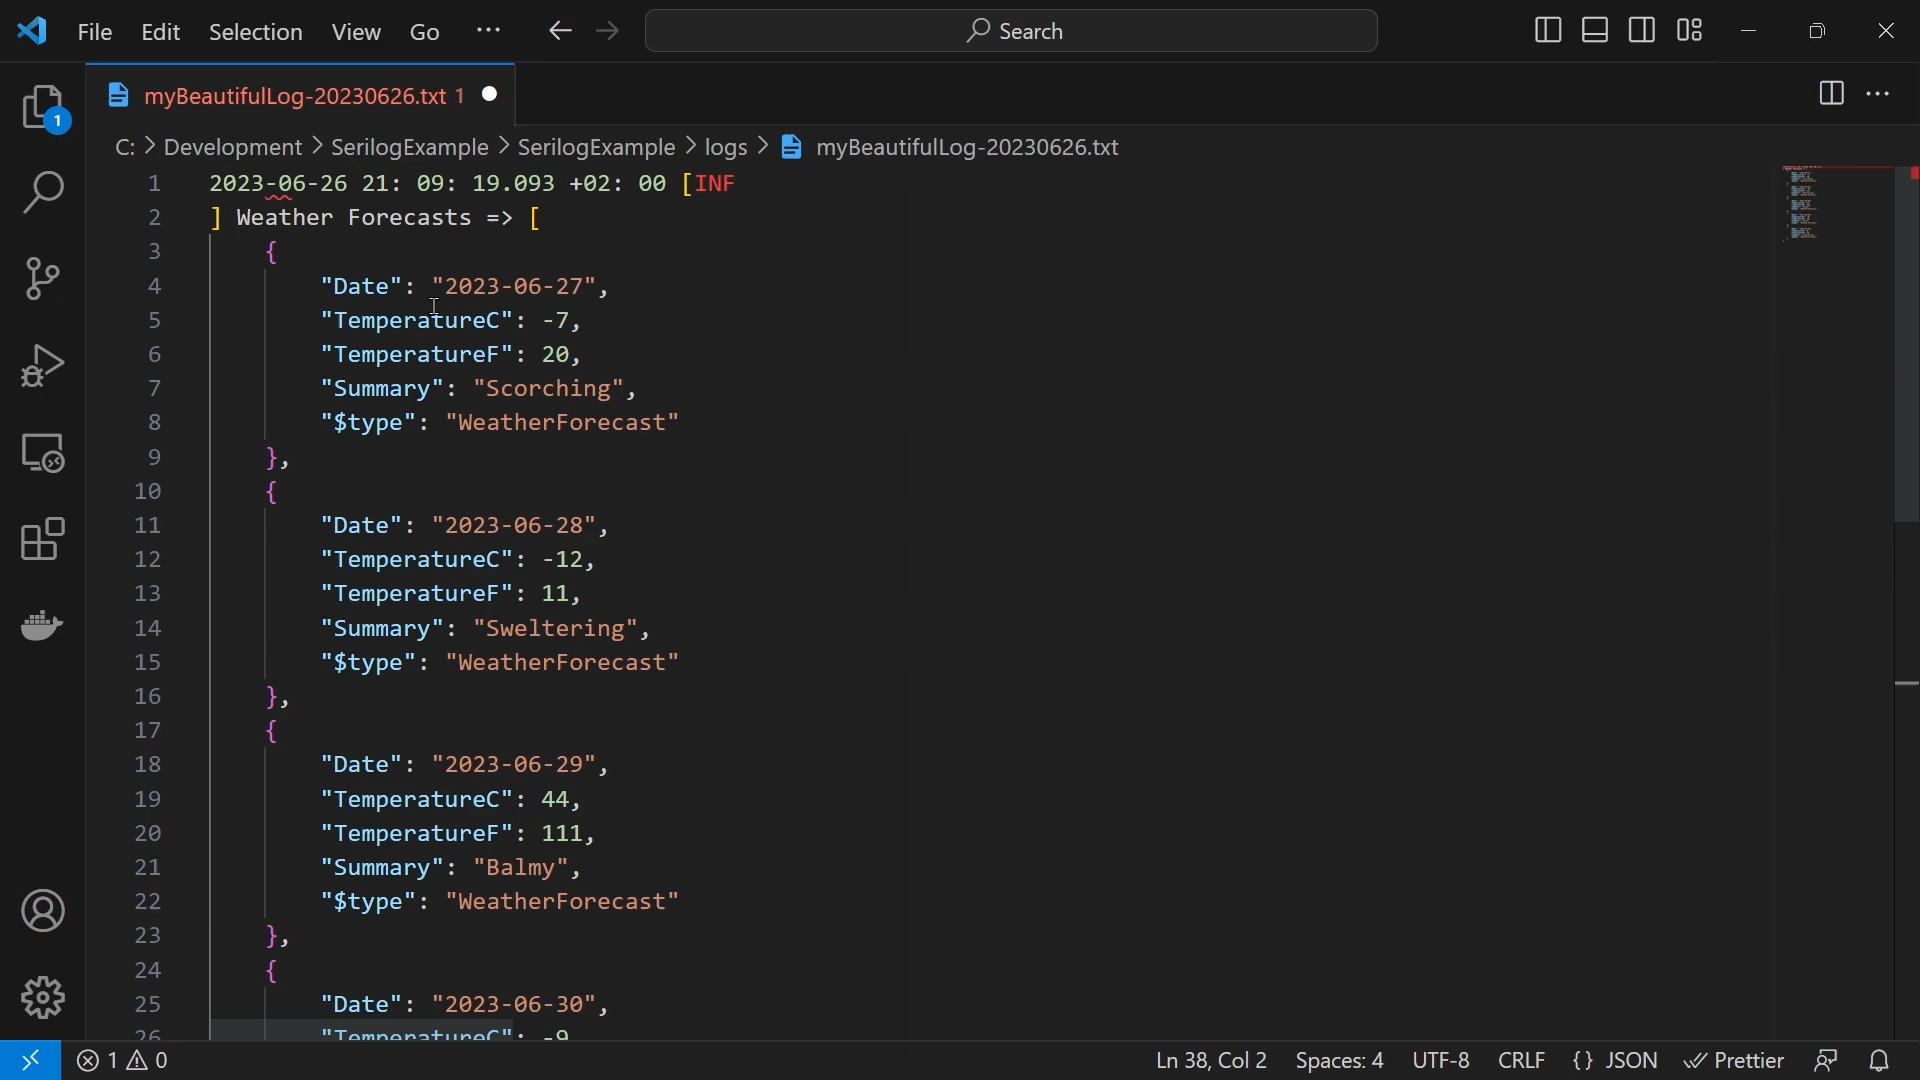 File Edit Selection View Go ··· Search
myBeautifulLog-20230626.txt 1
C: > Development > SerilogExample > SerilogExample > logs > myBeautifulLog-20230626.txt
1 2023-06-26 21: 09: 19.093 +02: 00 [INF
2 ] Weather Forecasts => [
3 {
4 "Date": "2023-06-27",
5 "TemperatureC": -7,
6 "TemperatureF": 20,
7 "Summary": "Scorching",
8 "$type": "WeatherForecast"
9 },
10 {
11 "Date": "2023-06-28",
12 "TemperatureC": -12,
13 "TemperatureF": 11,
14 "Summary": "Sweltering",
15 "$type": "WeatherForecast"
16 },
17 {
18 "Date": "2023-06-29",
19 "TemperatureC": 44,
20 "TemperatureF": 111,
21 "Summary": "Balmy",
22 "$type": "WeatherForecast"
23 },
24 {
25 "Date": "2023-06-30",
26 "TemperatureC": -9
1
1 0 Ln 38, Col 2 Spaces: 4 UTF-8 CRLF {} JSON Prettier